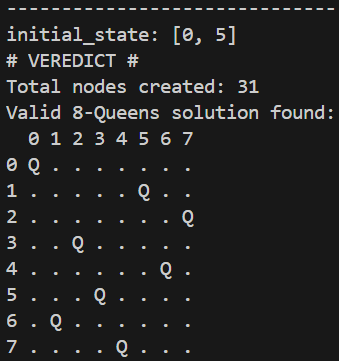 ------------------------------
initial_state: [0, 5]
# VEREDICT #
Total nodes created: 31
Valid 8-Queens solution found:
  0 1 2 3 4 5 6 7
0 Q . . . . . . .
1 . . . . . Q . .
2 . . . . . . . Q
3 . . Q . . . . .
4 . . . . . . Q .
5 . . . Q . . . .
6 . Q . . . . . .
7 . . . . Q . . .